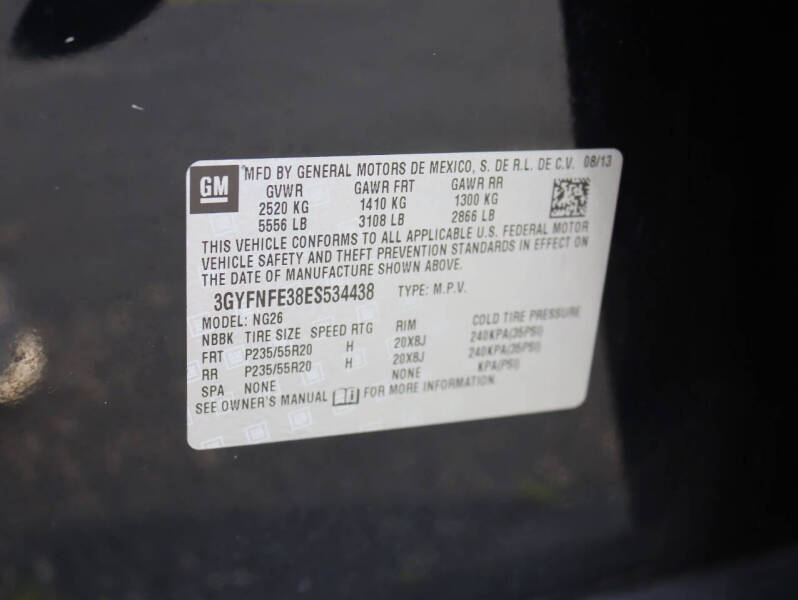 GM MFD BY GENERAL MOTORS DE MEXICO, S. DE R.L. DE C.V. 08/13
GVWR GAWR FRT GAWR RR
2520 KG 1410 KG 1300 KG
5556 LB 3108 LB 2866 LB
THIS VEHICLE CONFORMS TO ALL APPLICABLE U.S. FEDERAL MOTOR
VEHICLE SAFETY AND THEFT PREVENTION STANDARDS IN EFFECT ON
THE DATE OF MANUFACTURE SHOWN ABOVE.
3GYFNFE38ES534438 TYPE: M.P.V.
MODEL: NG26
NBBK TIRE SIZE SPEED RTG RIM COLD TIRE PRESSURE
FRT P235/55R20 H 20X8J 240KPA(35PSI)
RR P235/55R20 H 20X8J 240KPA(35PSI)
SPA NONE NONE KPA(PSI)
SEE OWNER'S MANUAL FOR MORE INFORMATION.